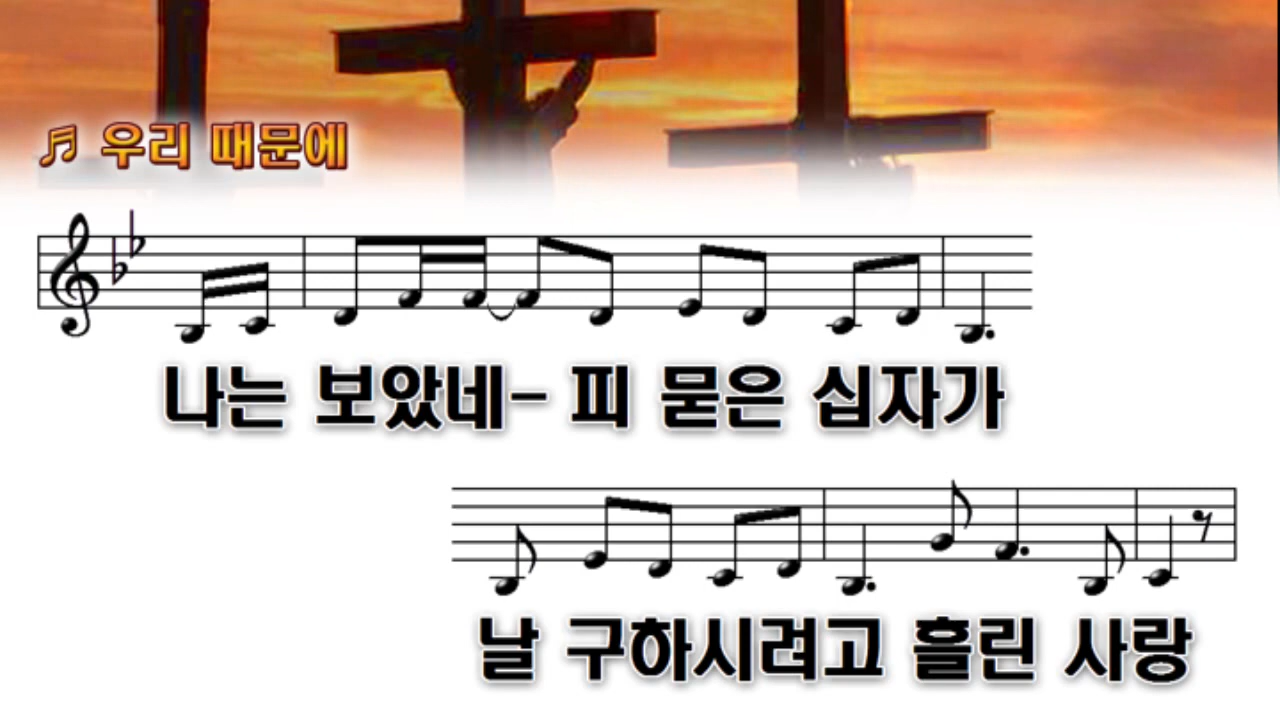 ♬ 우리 때문에
나는 보았네- 피 묻은 십자가
날 구하시려고 흘린 사랑